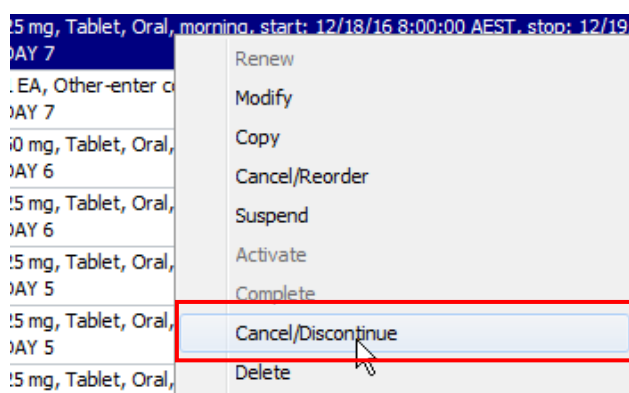 25 mg, Tablet, Oral, morning, start: 12/18/16 8:00:00 AEST, stop: 12/19
DAY 7
EA, Other-enter
DAY 7
50 mg, Tablet, Oral,
DAY 6
25 mg, Tablet, Oral,
DAY 6
25 mg, Tablet, Oral,
DAY 5
25 mg, Tablet, Oral,
DAY 5
25 mg, Tablet, Oral,
Renew
Modify
Copy
Cancel/Reorder
Suspend
Activate
Complete
Cancel/Discontinue
Delete